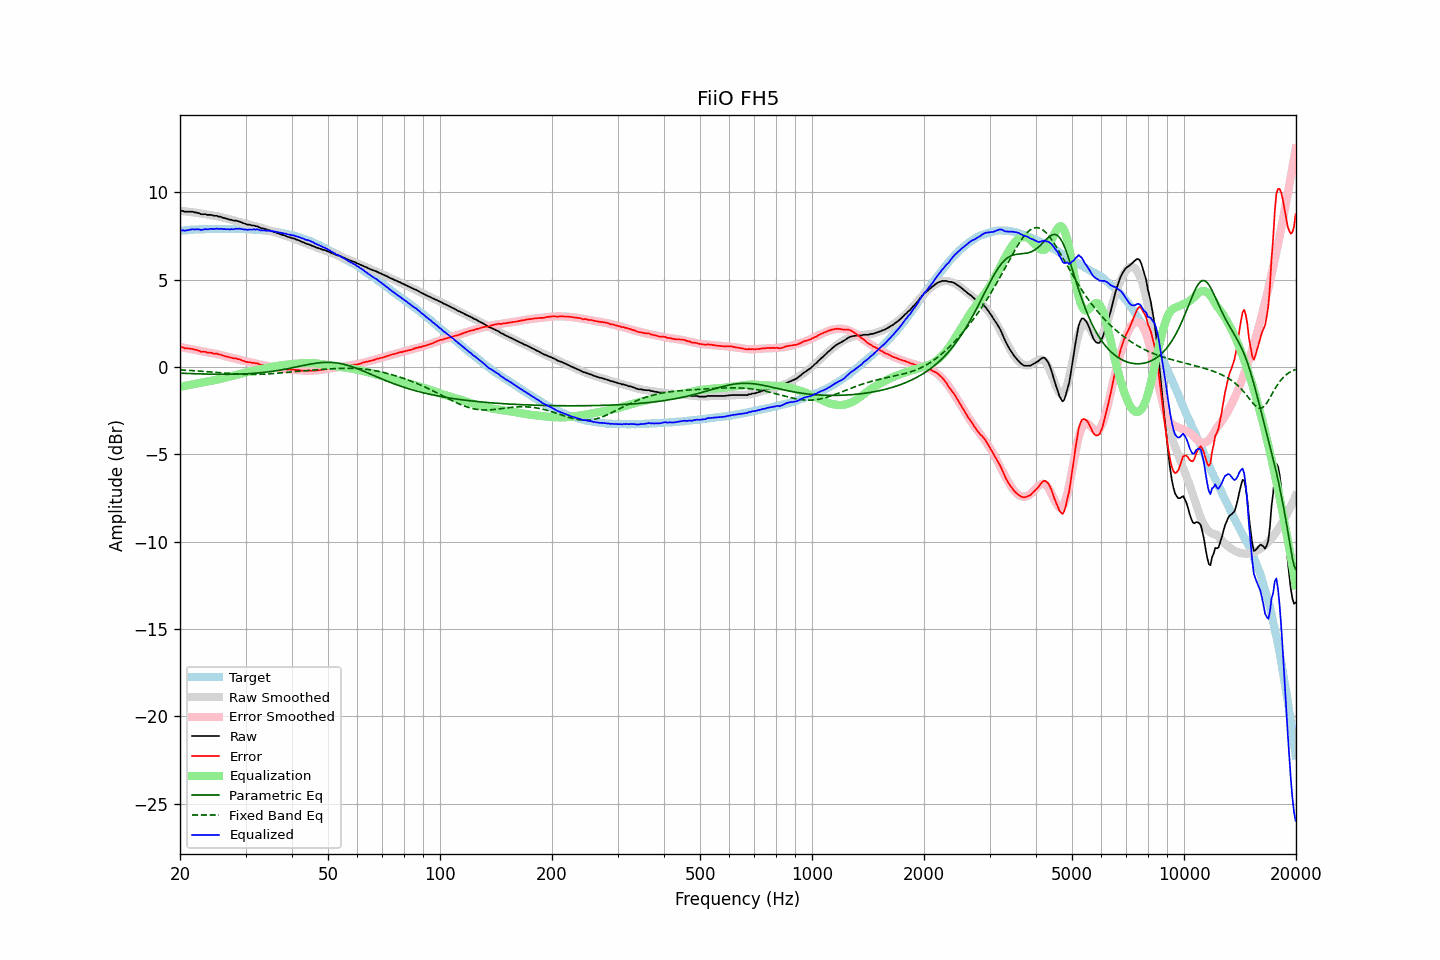 FiiO FH5
Amplitude (dBr)
10
5
0
−5
−10
−15
−20
−25
Target
Raw Smoothed
Error Smoothed
Raw
Error
Equalization
Parametric Eq
Fixed Band Eq
Equalized
20 50 100 200 500 1000 2000 5000 10000 20000
Frequency (Hz)